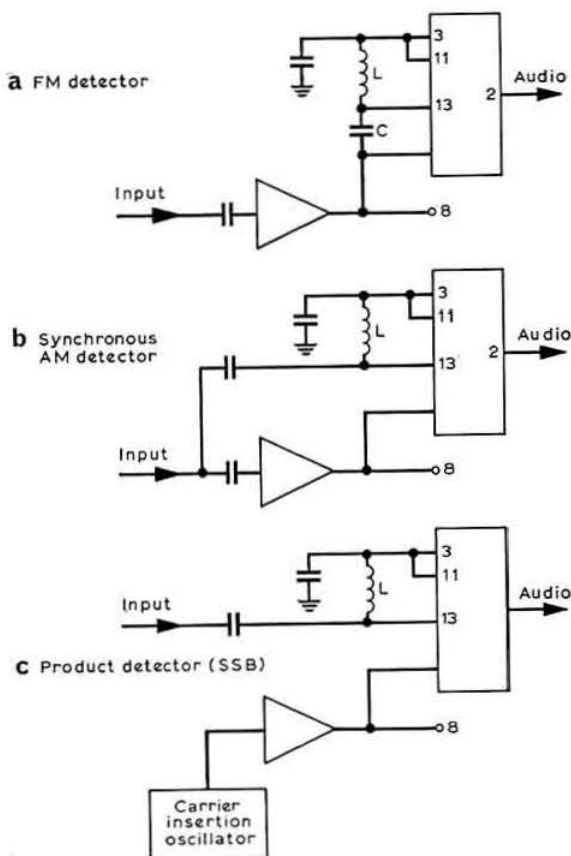 a FM detector
3
11
L
13
2
Audio
C
Input
8
b Synchronous
AM detector
3
11
L
13
2
Audio
Input
8
3
11
L
13
Audio
Input
c Product detector (SSB)
8
Carrier
insertion
oscillator